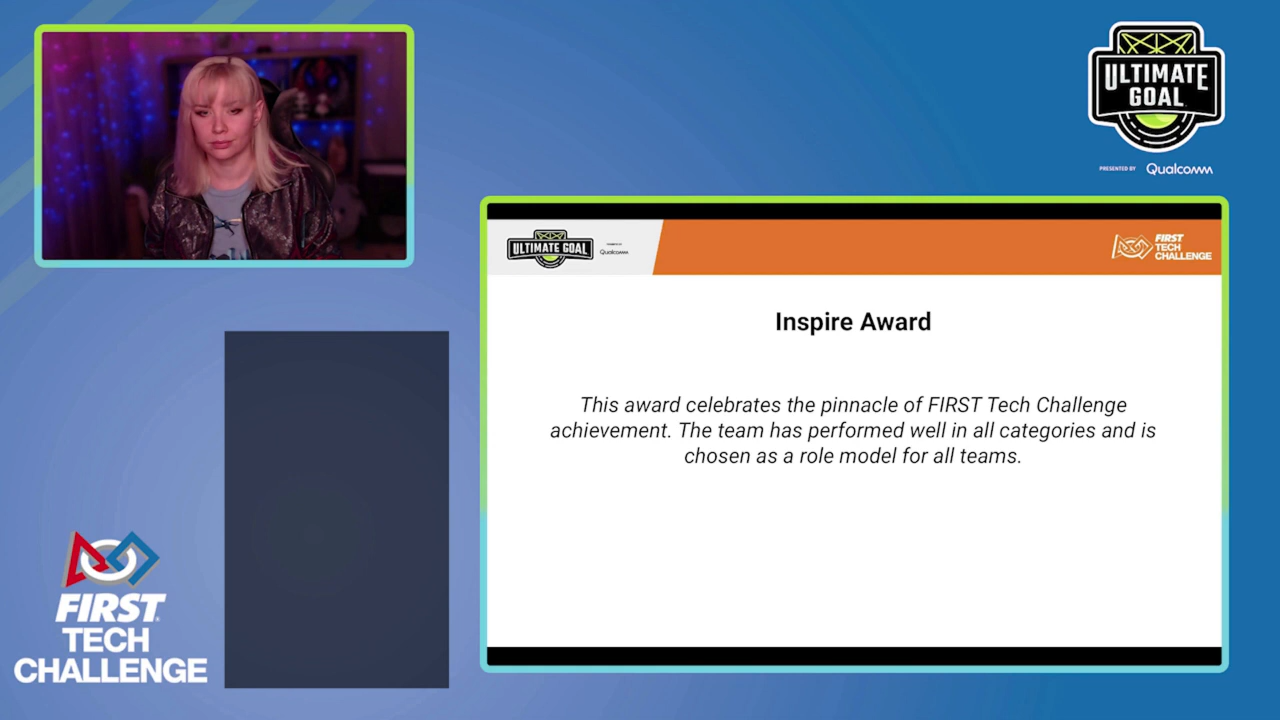 ULTIMATE
GOAL
PRESENTED BY Qualcomm
ULTIMATE GOAL
Qualcomm
FIRST
TECH
CHALLENGE
Inspire Award
This award celebrates the pinnacle of FIRST Tech Challenge
achievement. The team has performed well in all categories and is
chosen as a role model for all teams.
FIRST
TECH
CHALLENGE